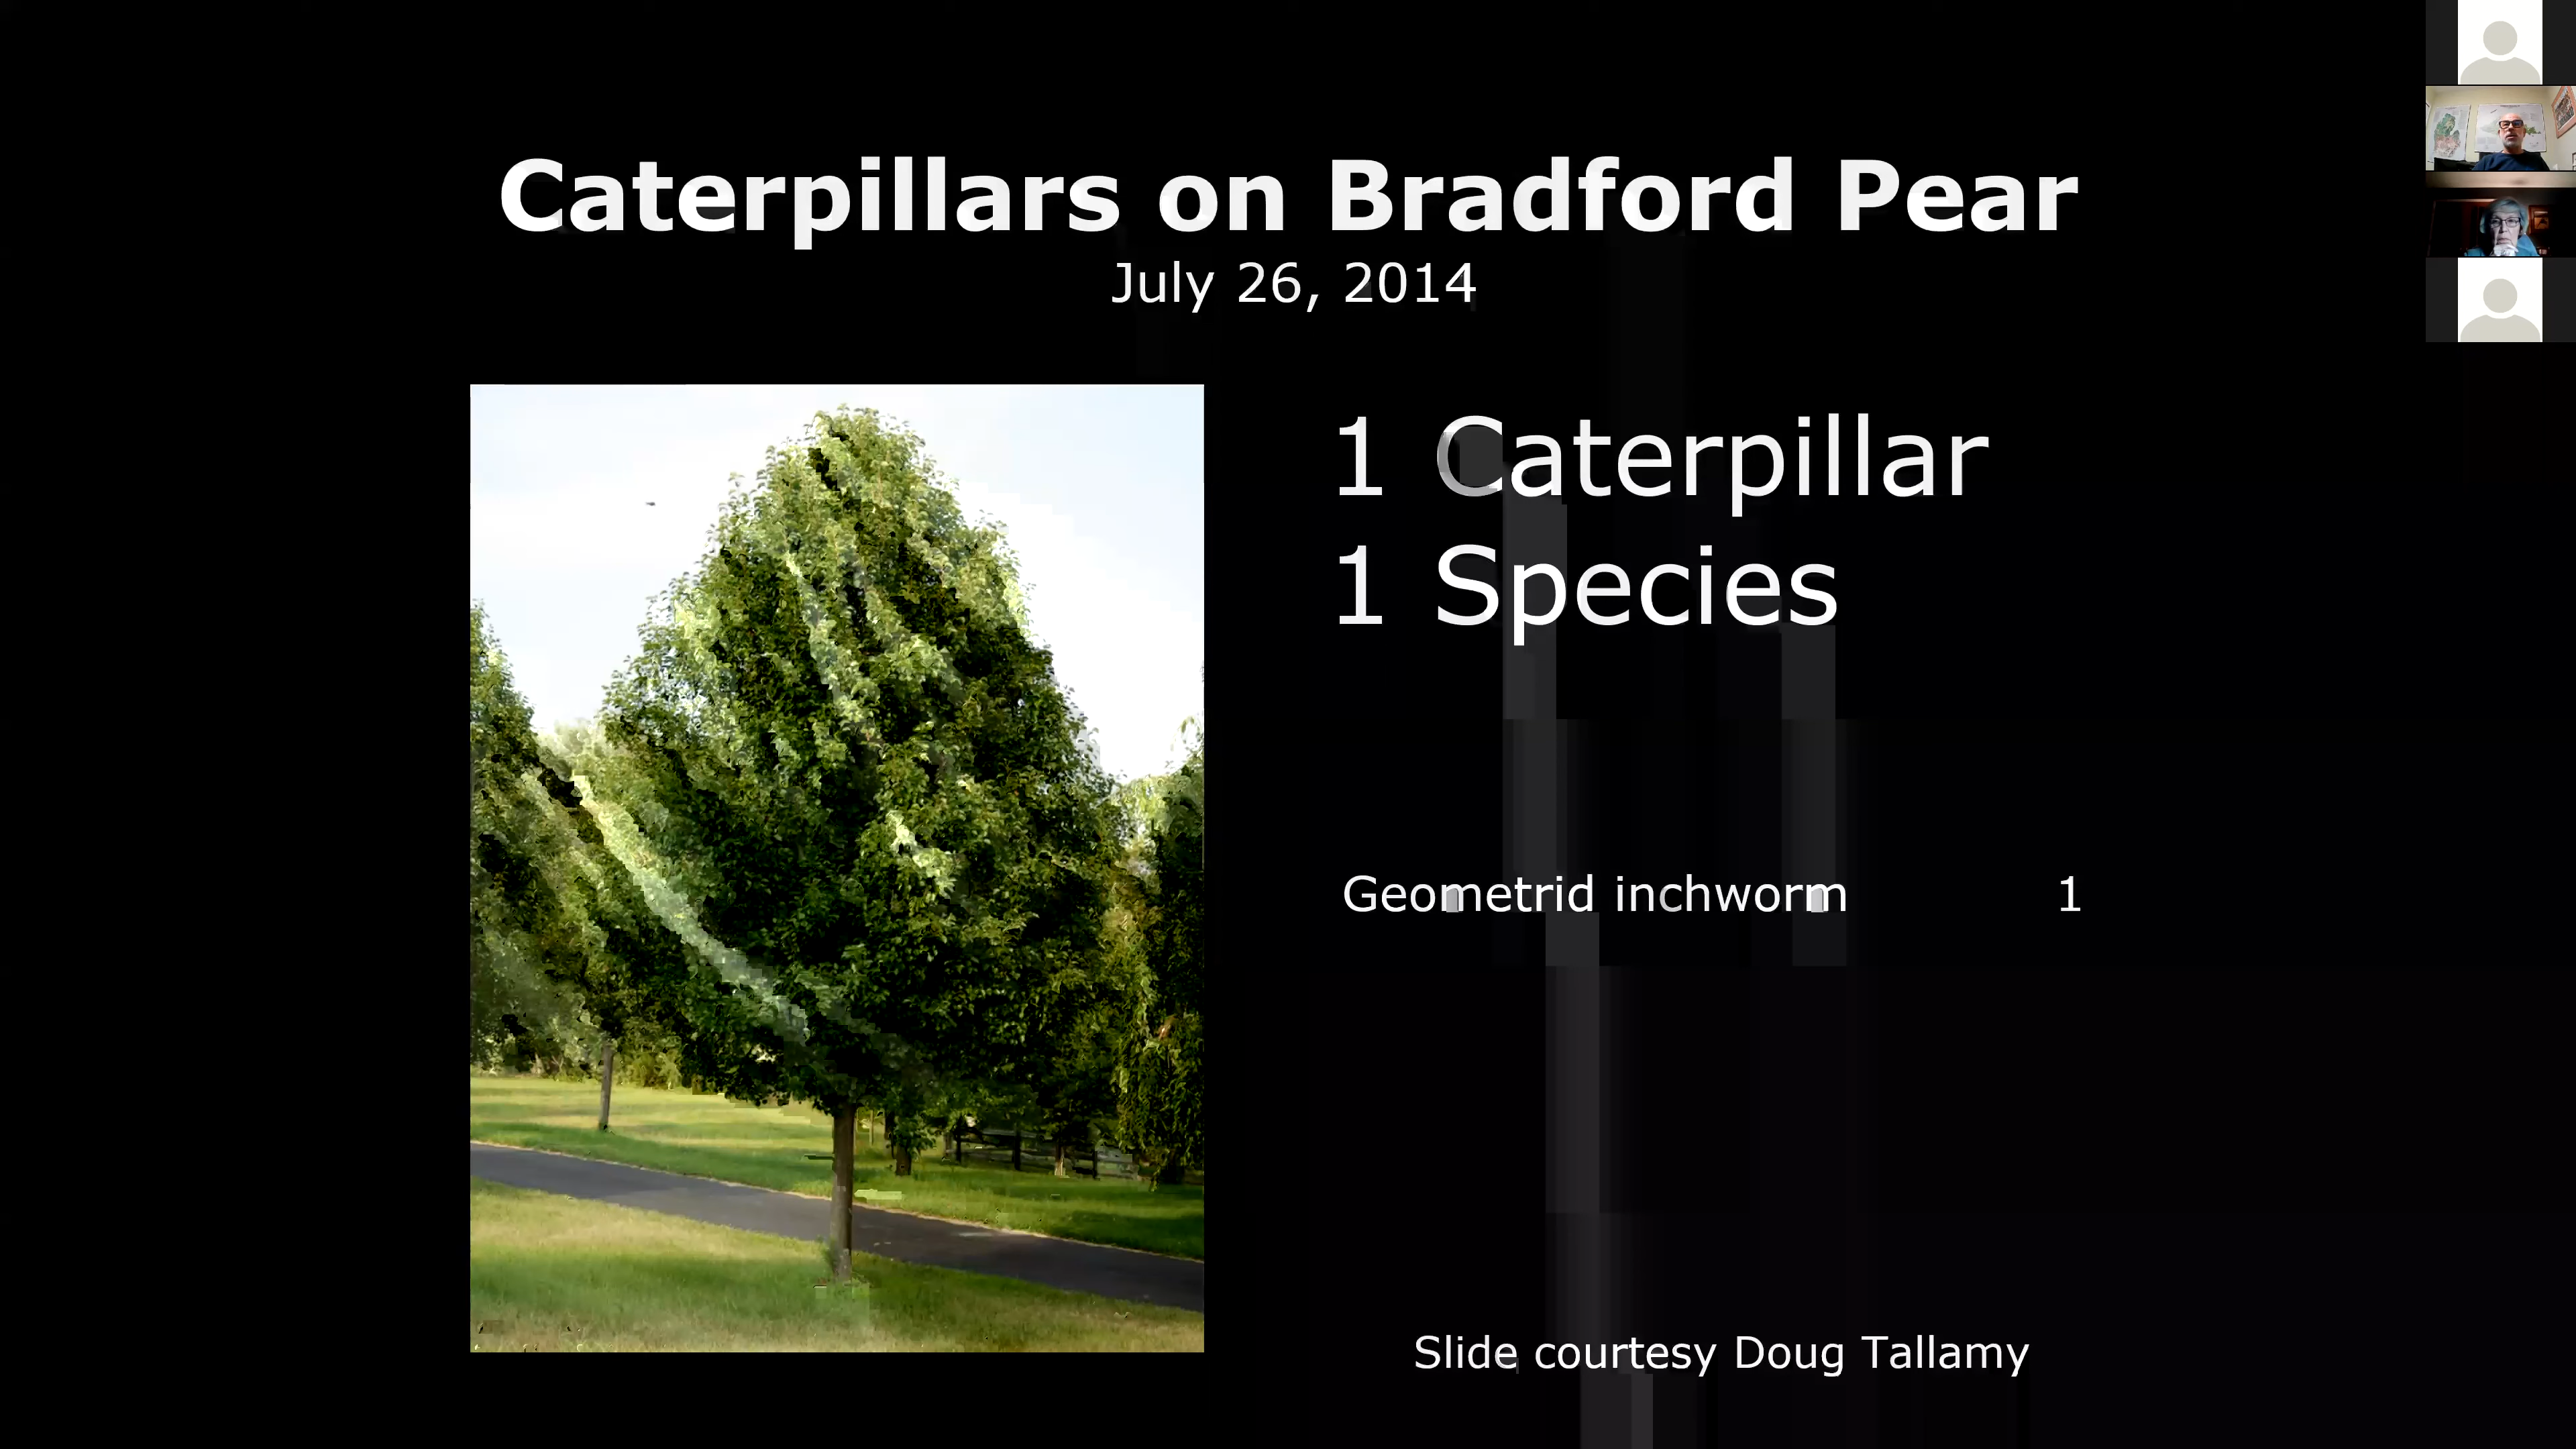 Caterpillars on Bradford Pear
July 26, 2014
1 Caterpillar
1 Species
Geometrid inchworm 1
Slide courtesy Doug Tallamy